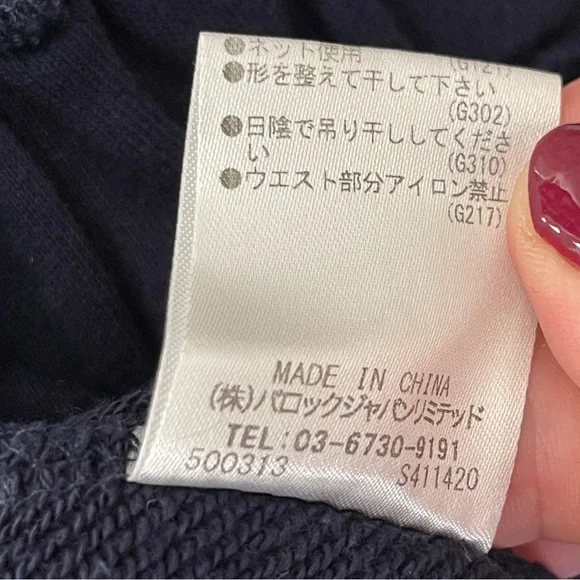 ●ネット使用
(G121)
●形を整えて干して下さい
(G302)
●日陰で吊り干ししてくださ
い
(G310)
●ウエスト部分アイロン禁止
(G217)
MADE IN CHINA
(株)バロックジャパンリミテッド
TEL:03-6730-9191
500313
S411420